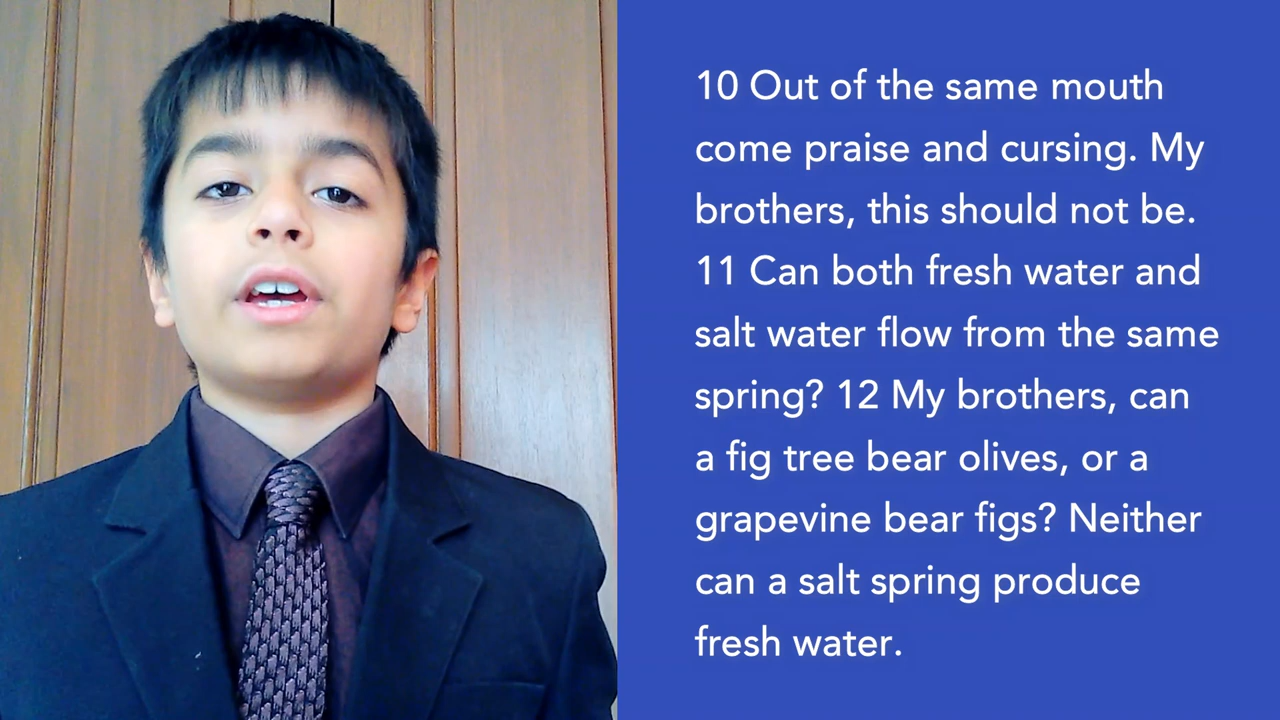 10 Out of the same mouth
come praise and cursing. My
brothers, this should not be.
11 Can both fresh water and
salt water flow from the same
spring? 12 My brothers, can
a fig tree bear olives, or a
grapevine bear figs? Neither
can a salt spring produce
fresh water.